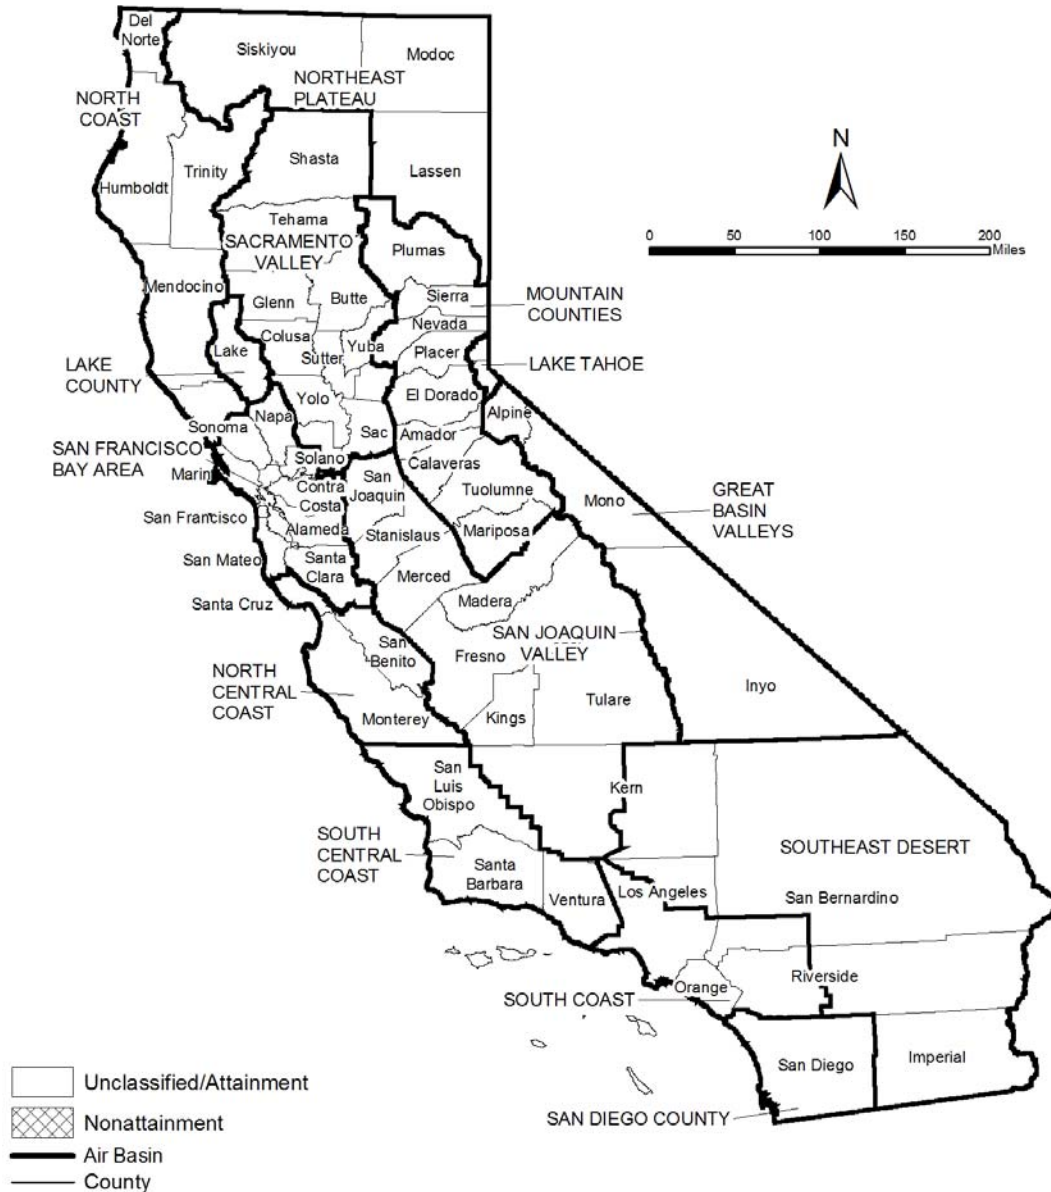 Del
Norte
Siskiyou
Modoc
NORTHEAST
PLATEAU
NORTH
COAST
Shasta
Trinity
Lassen
Humboldt
N
Tehama
SACRAMENTO
VALLEY
Plumas
0 50 100 150 200
Miles
Mendocino
Glenn
Butte
Sierra
MOUNTAIN
COUNTIES
Nevada
Colusa
Yuba
Sutter
Placer
Lake
LAKE TAHOE
LAKE
COUNTY
Yolo
El Dorado
Napa
Alpine
Sonoma
Sac
Amador
SAN FRANCISCO
BAY AREA
Solano
Calaveras
Marin
San
Joaquin
Contra
Costa
Tuolumne
Mono
GREAT
BASIN
VALLEYS
San Francisco
Alameda
Stanislaus
Mariposa
San Mateo
Santa
Clara
Merced
Santa Cruz
Madera
SAN JOAQUIN
VALLEY
San
Benito
Fresno
NORTH
CENTRAL
COAST
Inyo
Tulare
Monterey
Kings
San
Luis
Obispo
Kern
SOUTH
CENTRAL
COAST
SOUTHEAST DESERT
Santa
Barbara
Ventura
Los Angeles
San Bernardino
Riverside
Orange
SOUTH COAST
San Diego
Imperial
SAN DIEGO COUNTY
Unclassified/Attainment
Nonattainment
Air Basin
County